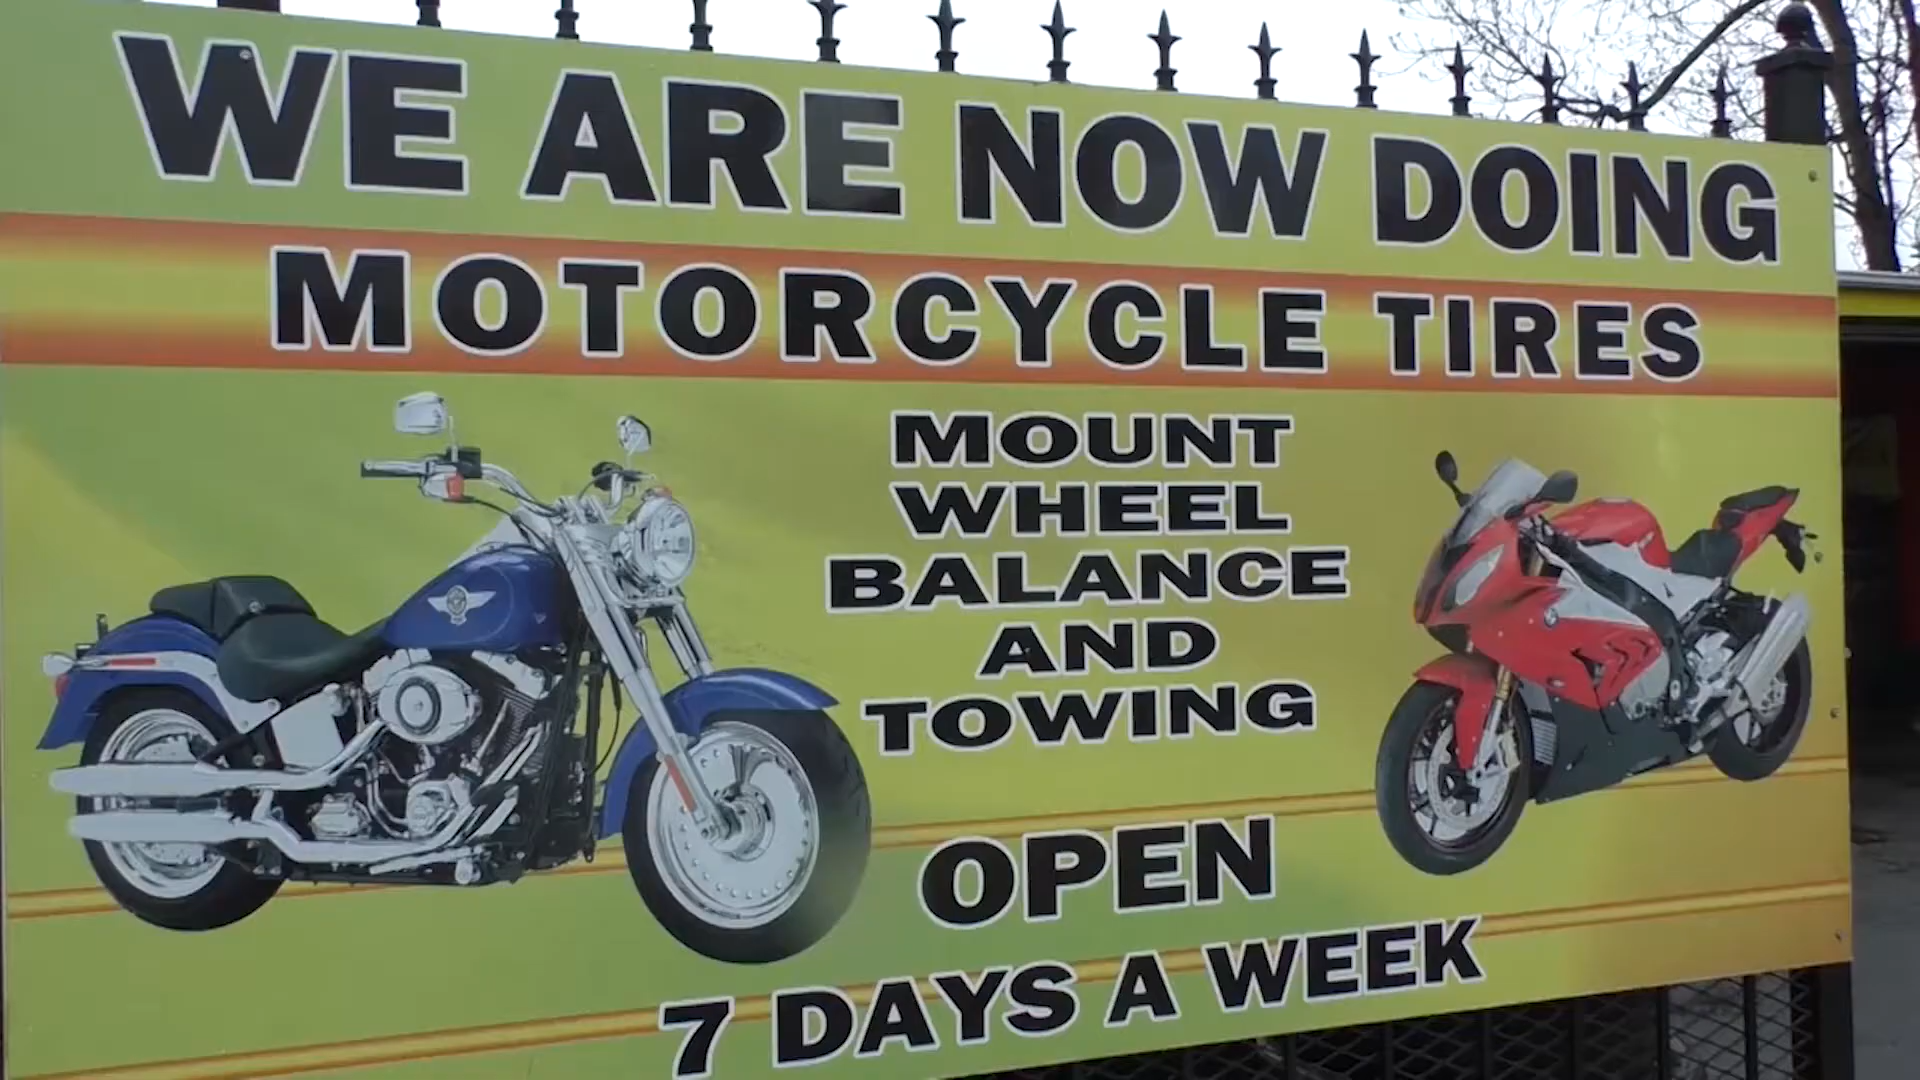 WE ARE NOW DOING
MOTORCYCLE TIRES
MOUNT
WHEEL
BALANCE
AND
TOWING
OPEN
7 DAYS A WEEK